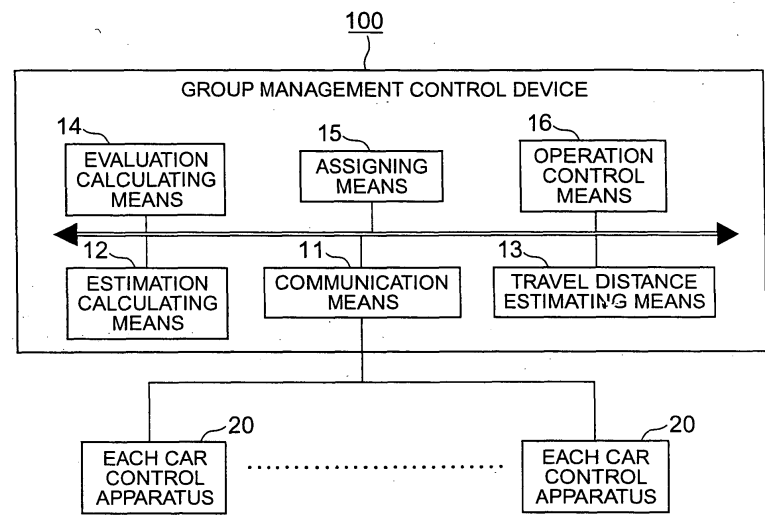 100
GROUP MANAGEMENT CONTROL DEVICE
14
EVALUATION
CALCULATING
MEANS
15
ASSIGNING
MEANS
16
OPERATION
CONTROL
MEANS
12
ESTIMATION
CALCULATING
MEANS
11
COMMUNICATION
MEANS
13
TRAVEL DISTANCE
ESTIMATING MEANS
20
EACH CAR
CONTROL
APPARATUS
20
EACH CAR
CONTROL
APPARATUS